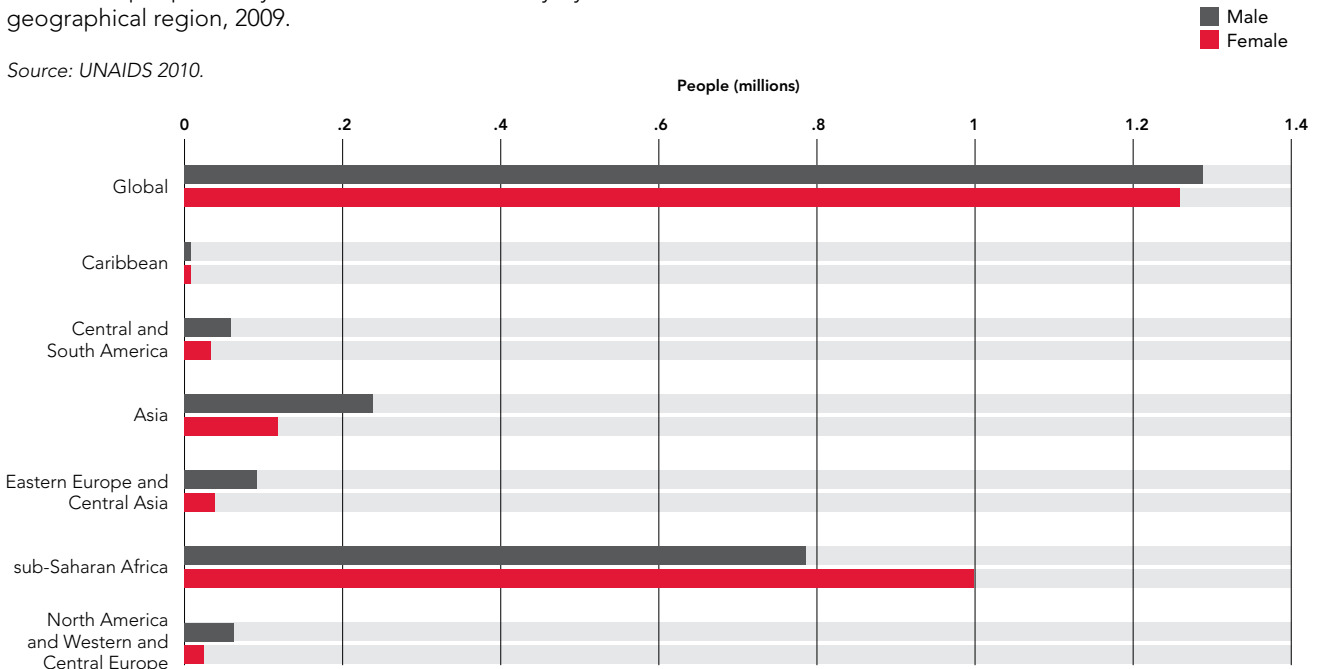 geographical region, 2009.
Male
Female
Source: UNAIDS 2010.
People (millions)
0 .2 .4 .6 .8 1 1.2 1.4
Global
Caribbean
Central and
South America
Asia
Eastern Europe and
Central Asia
sub-Saharan Africa
North America
and Western and
Central Europe